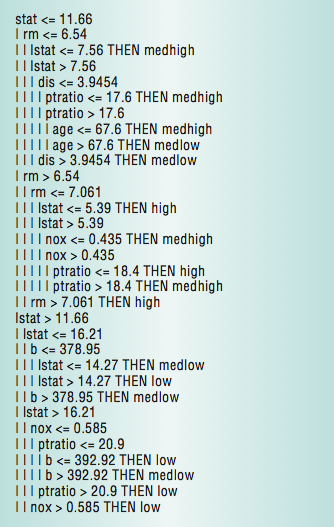 stat <= 11.66
| rm <= 6.54
| | lstat <= 7.56 THEN medhigh
| | lstat > 7.56
| | | dis <= 3.9454
| | | | ptratio <= 17.6 THEN medhigh
| | | | ptratio > 17.6
| | | | | age <= 67.6 THEN medhigh
| | | | | age > 67.6 THEN medlow
| | | dis > 3.9454 THEN medlow
| rm > 6.54
| | rm <= 7.061
| | | lstat <= 5.39 THEN high
| | | lstat > 5.39
| | | | nox <= 0.435 THEN medhigh
| | | | nox > 0.435
| | | | | ptratio <= 18.4 THEN high
| | | | | ptratio > 18.4 THEN medhigh
| | rm > 7.061 THEN high
lstat > 11.66
| lstat <= 16.21
| | b <= 378.95
| | | lstat <= 14.27 THEN medlow
| | | lstat > 14.27 THEN low
| | b > 378.95 THEN medlow
| lstat > 16.21
| | nox <= 0.585
| | | ptratio <= 20.9
| | | | b <= 392.92 THEN low
| | | | b > 392.92 THEN medlow
| | | ptratio > 20.9 THEN low
| | nox > 0.585 THEN low